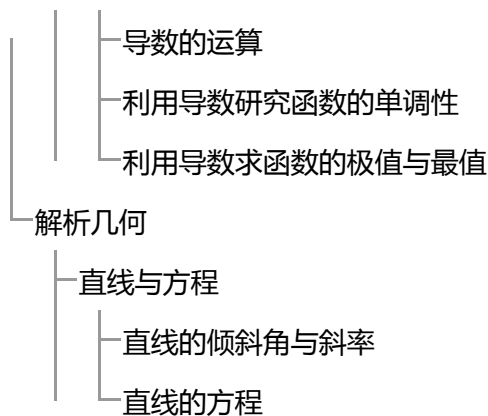 导数的运算
利用导数研究函数的单调性
利用导数求函数的极值与最值
解析几何
直线与方程
直线的倾斜角与斜率
直线的方程